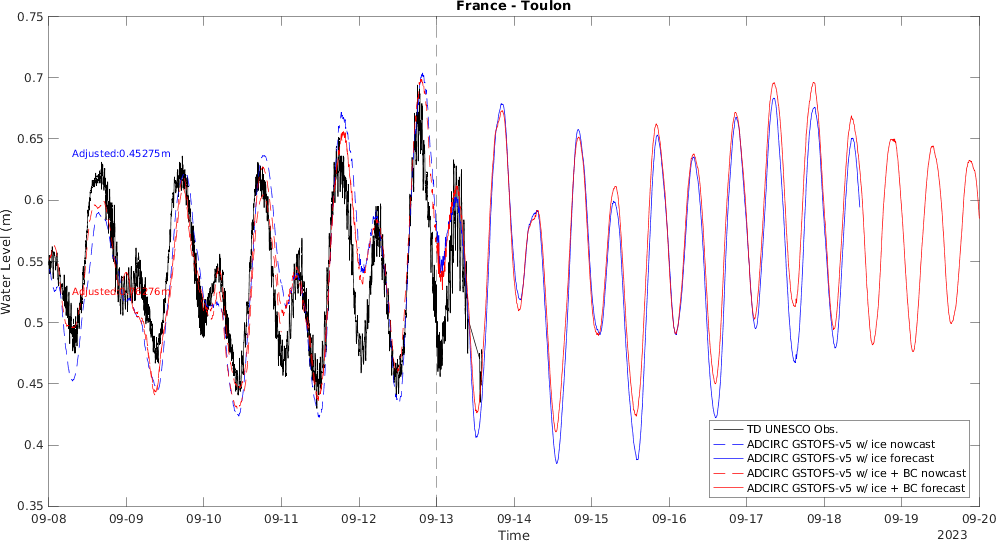 France - Toulon
0.75
0.7
0.65
0.6
0.55
0.5
0.45
0.4
0.35
Water Level (m)
Adjusted:0.45275m
TD UNESCO Obs.
ADCIRC GSTOFS-v5 w/ ice nowcast
ADCIRC GSTOFS-v5 w/ ice forecast
ADCIRC GSTOFS-v5 w/ ice + BC nowcast
ADCIRC GSTOFS-v5 w/ ice + BC forecast
09-08 09-09 09-10 09-11 09-12 09-13 09-14 09-15 09-16 09-17 09-18 09-19 09-20
Time
2023